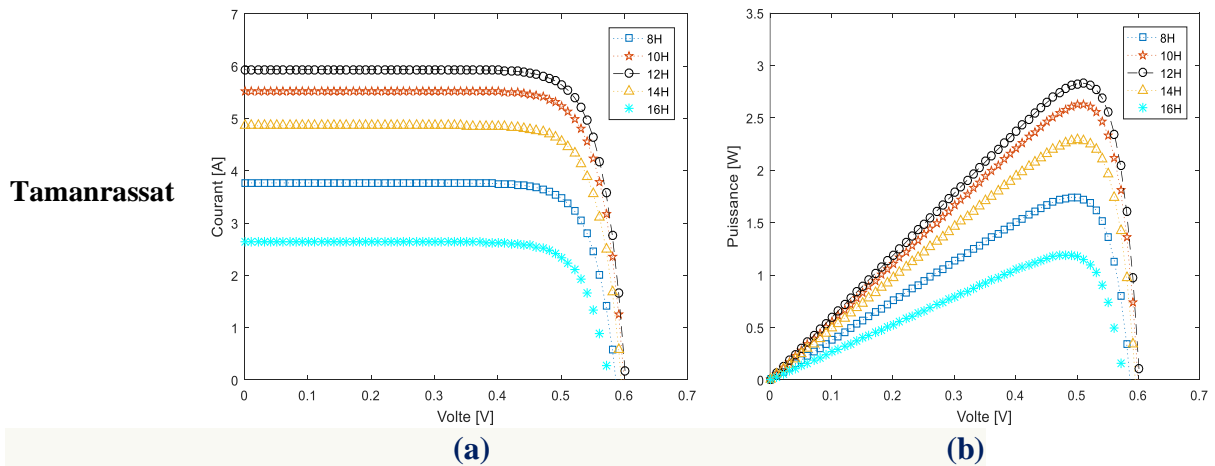 Tamanrassat
7
6
5
4
3
2
1
0
Courant [A]
0 0.1 0.2 0.3 0.4 0.5 0.6 0.7
Volte [V]
8H
10H
12H
14H
16H
(a)
3.5
3
2.5
2
1.5
1
0.5
0
Puissance [W]
0 0.1 0.2 0.3 0.4 0.5 0.6 0.7
Volte [V]
8H
10H
12H
14H
16H
(b)